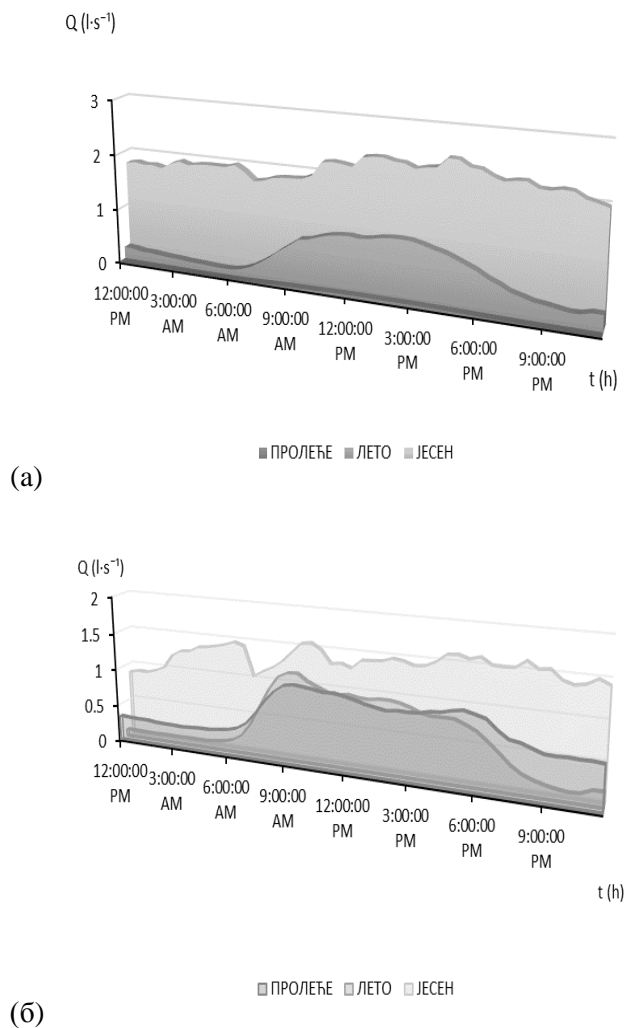 Q (l·s⁻¹)
3
2
1
0
12:00:00 PM
3:00:00 AM
6:00:00 AM
9:00:00 AM
12:00:00 PM
3:00:00 PM
6:00:00 PM
9:00:00 PM
t (h)
ПРОЛЕЋЕ ЛЕТО ЈЕСЕН
(а)
Q (l·s⁻¹)
2
1.5
1
0.5
0
12:00:00 PM
3:00:00 AM
6:00:00 AM
9:00:00 AM
12:00:00 PM
3:00:00 PM
6:00:00 PM
9:00:00 PM
t (h)
ПРОЛЕЋЕ ЛЕТО ЈЕСЕН
(б)